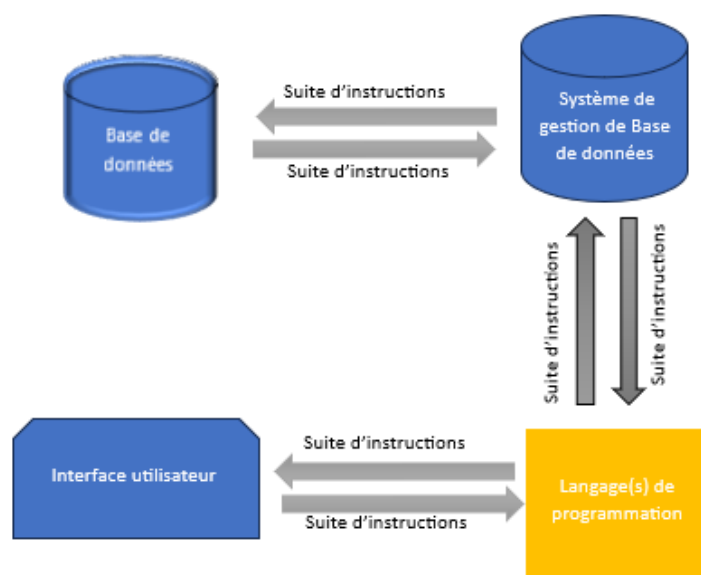 Suite d'instructions
Base de
données
Suite d'instructions
Système de
gestion de Base
de données
Suite d'instructions
Suite d'instructions
Interface utilisateur
Suite d'instructions
Suite d'instructions
Langage(s) de
programmation